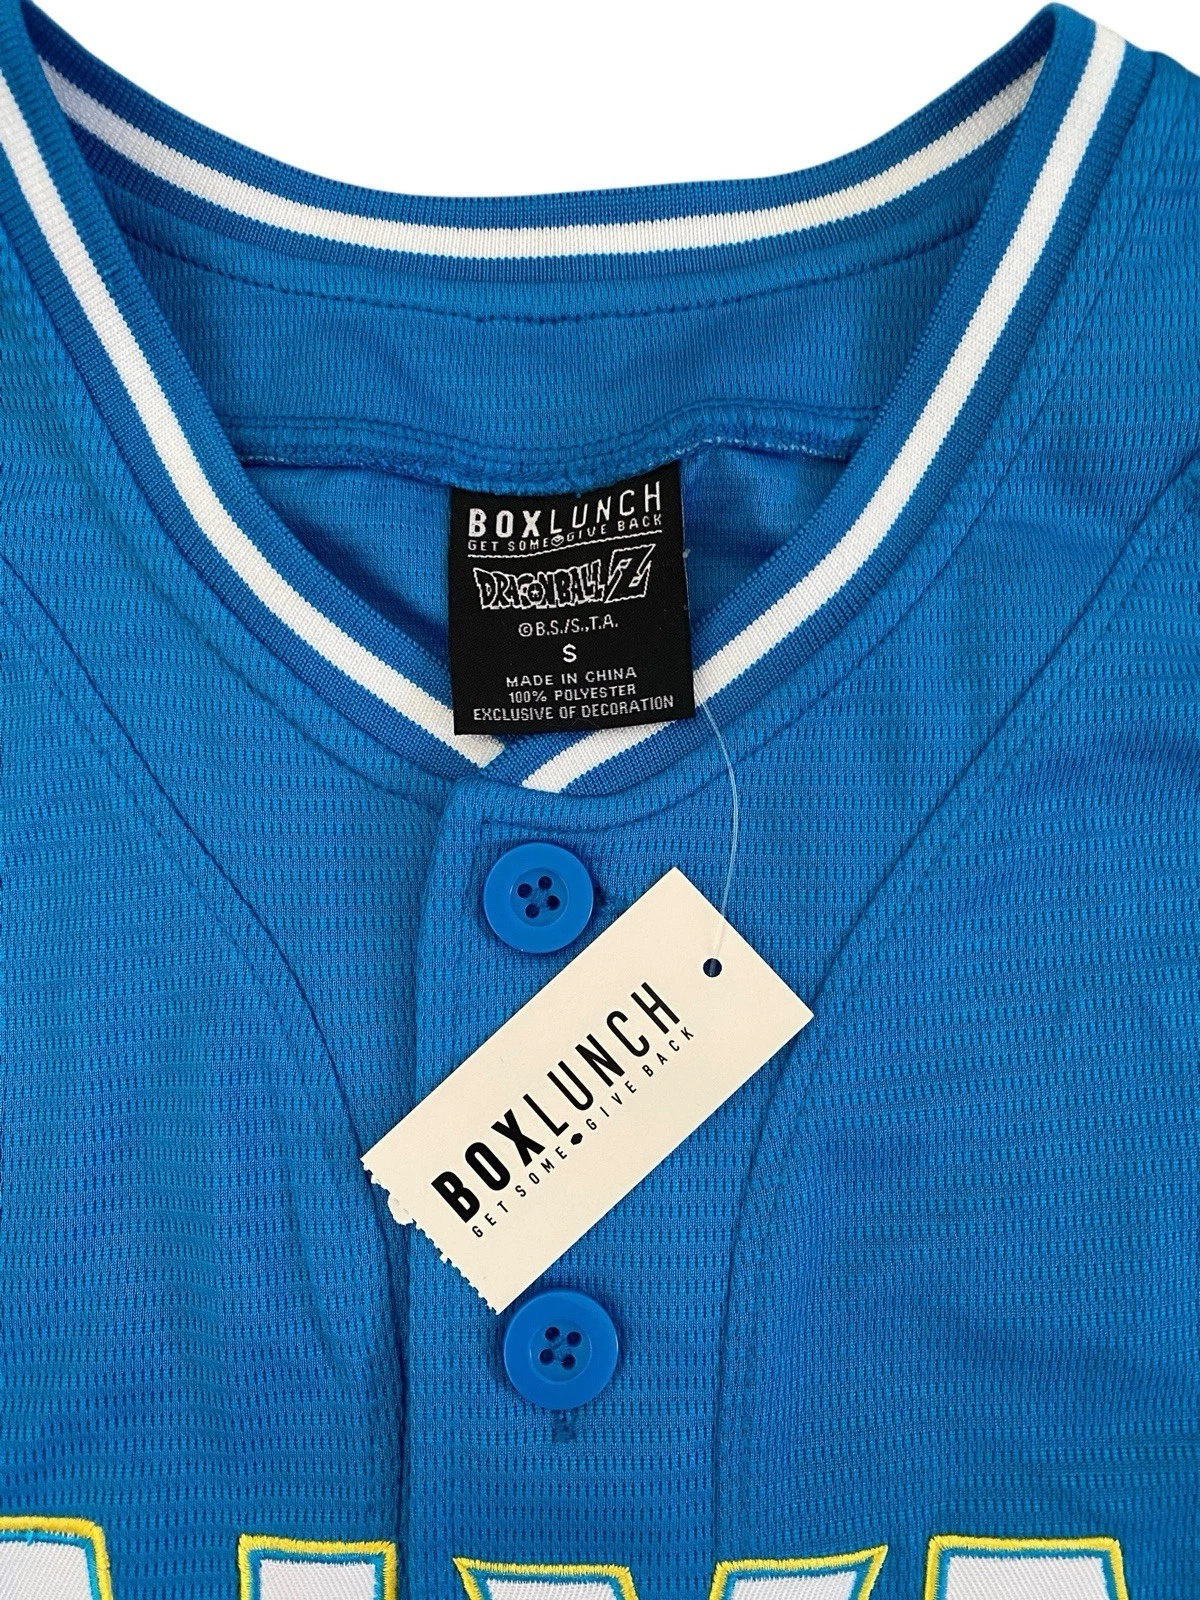 BOXLUNCH
GET SOME GIVE BACK
DRAGONBALL Z
©B.S./S.,T.A.
S
MADE IN CHINA
100% POLYESTER
EXCLUSIVE OF DECORATION
BOXLUNCH
GET SOME GIVE BACK